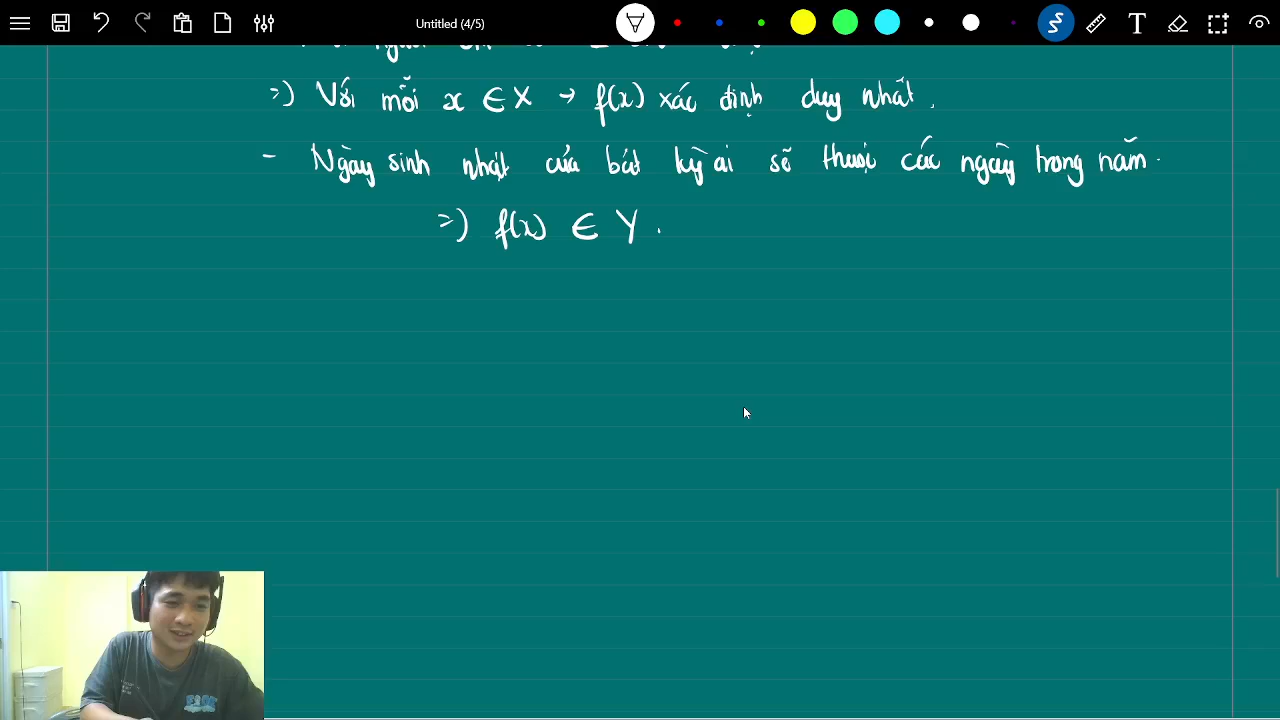 Untitled (4/5)
=) Với mỗi x ∈ X → f(x) xác định duy nhất.
- Ngày sinh nhật của bất kỳ ai sẽ thuộc các ngày trong năm.
=) f(x) ∈ Y.